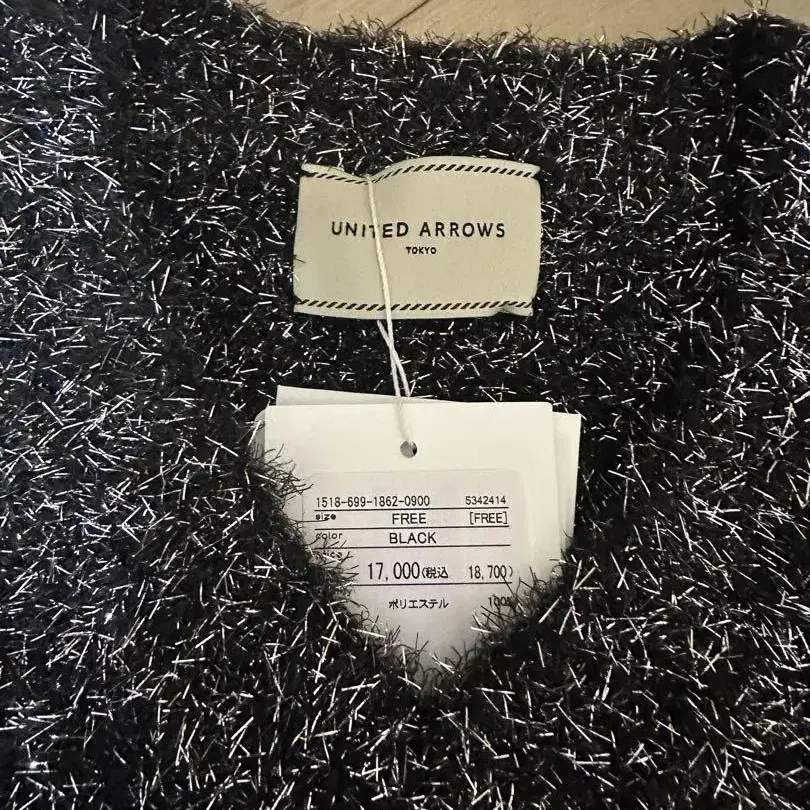 UNITED ARROWS
TOKYO
1518-699-1862-0900 5342414
size FREE [FREE]
color BLACK
17,000(税込 18,700)
ポリエステル 100